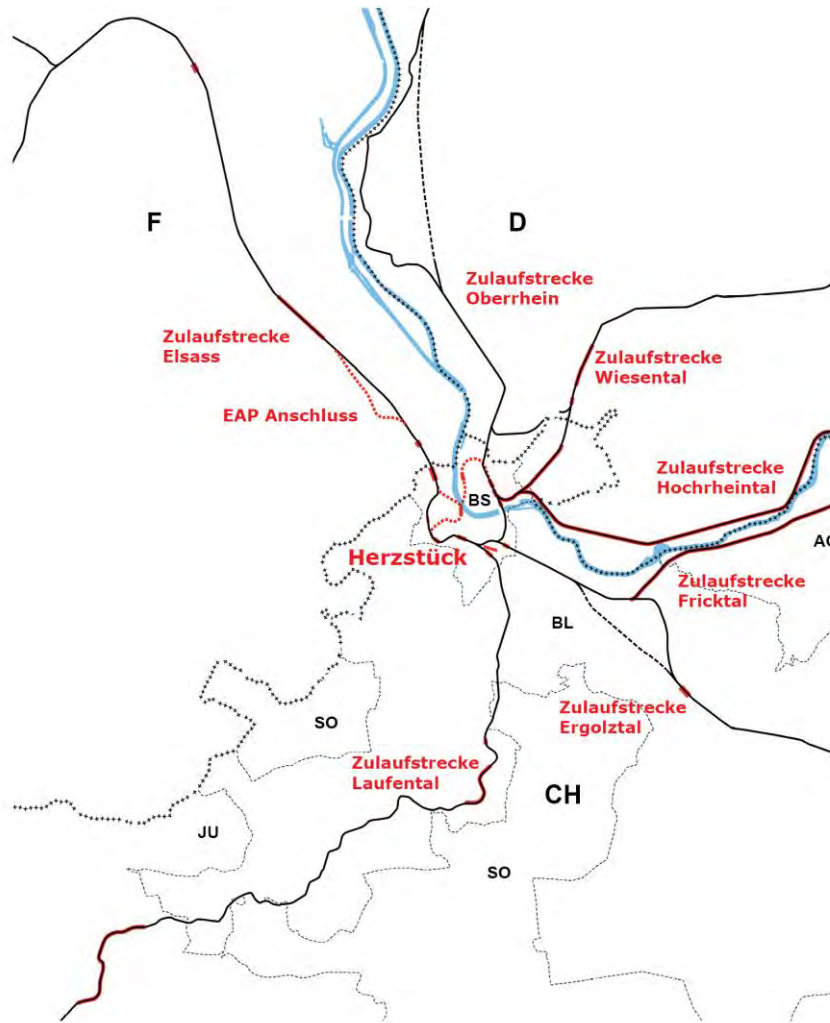 F
D
Zulaufstrecke
Oberrhein
Zulaufstrecke
Elsass
Zulaufstrecke
Wiesental
EAP Anschluss
Zulaufstrecke
Hochrheintal
BS
AG
Herzstück
Zulaufstrecke
Fricktal
BL
SO
Zulaufstrecke
Ergolztal
Zulaufstrecke
Laufental
CH
JU
SO